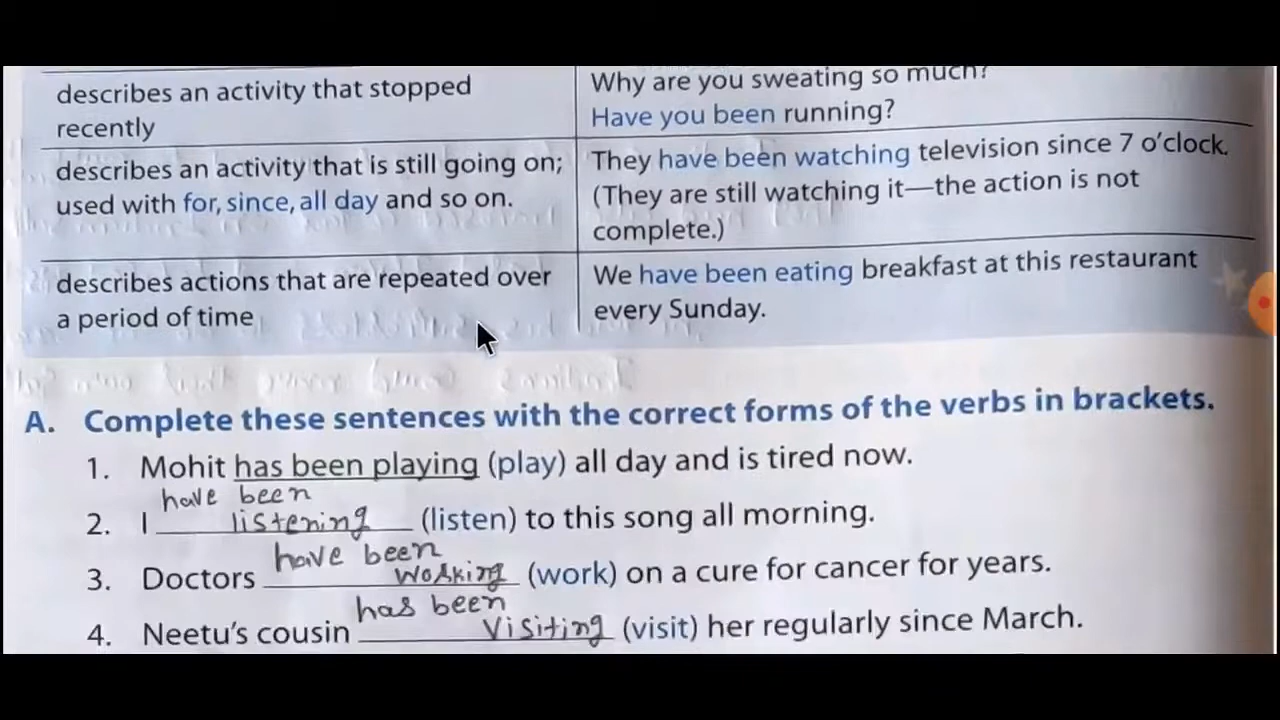 describes an activity that stopped
recently
Why are you sweating so much?
Have you been running?
describes an activity that is still going on;
used with for, since, all day and so on.
They have been watching television since 7 o'clock.
(They are still watching it—the action is not
complete.)
describes actions that are repeated over
a period of time
We have been eating breakfast at this restaurant
every Sunday.
A. Complete these sentences with the correct forms of the verbs in brackets.
1. Mohit has been playing (play) all day and is tired now.
have been
2. I listening (listen) to this song all morning.
have been
3. Doctors working (work) on a cure for cancer for years.
has been
4. Neetu's cousin visiting (visit) her regularly since March.